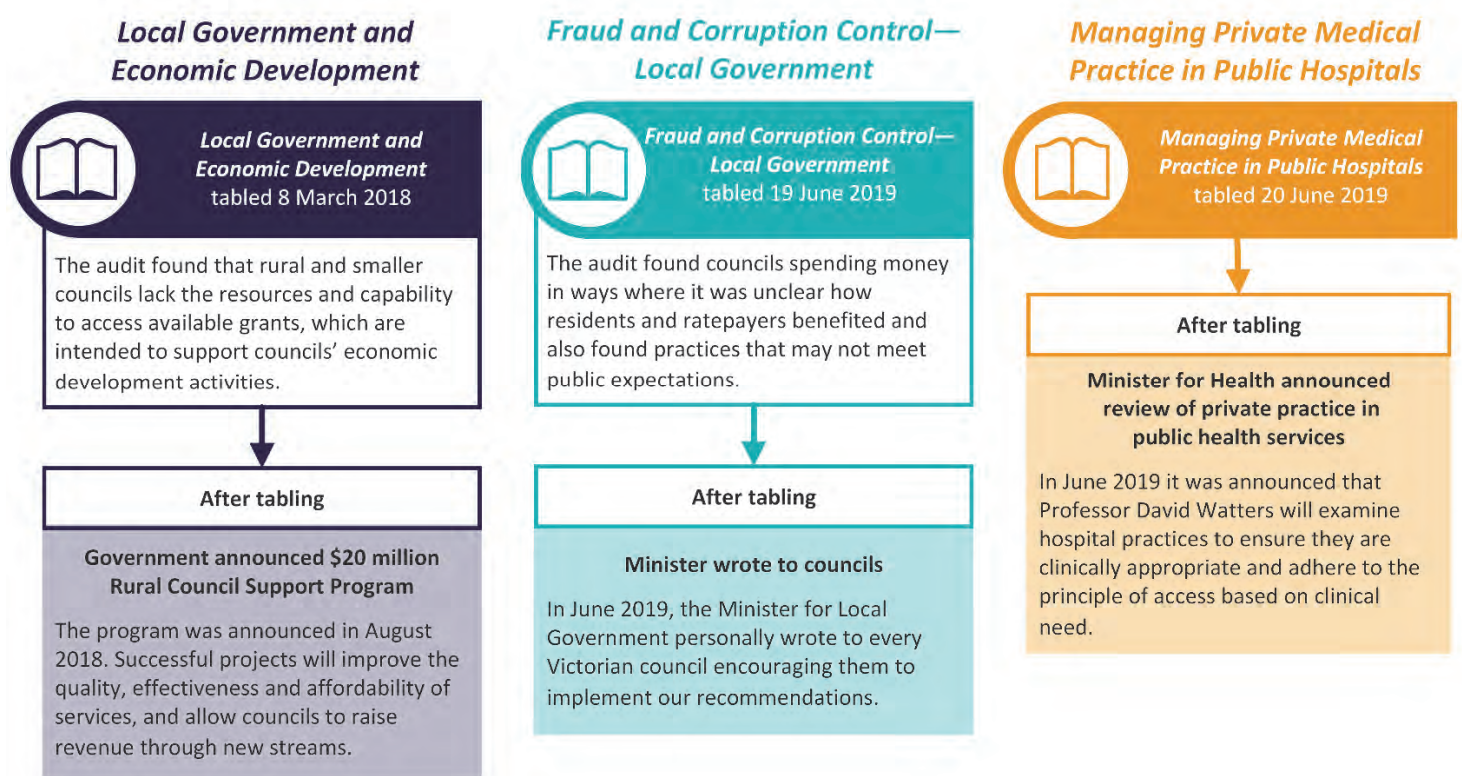 Local Government and
Economic Development
Local Government and
Economic Development
tabled 8 March 2018
The audit found that rural and smaller
councils lack the resources and capability
to access available grants, which are
intended to support councils’ economic
development activities.
After tabling
Government announced $20 million
Rural Council Support Program
The program was announced in August
2018. Successful projects will improve the
quality, effectiveness and affordability of
services, and allow councils to raise
revenue through new streams.
Fraud and Corruption Control—
Local Government
Fraud and Corruption Control—
Local Government
tabled 19 June 2019
The audit found councils spending money
in ways where it was unclear how
residents and ratepayers benefited and
also found practices that may not meet
public expectations.
After tabling
Minister wrote to councils
In June 2019, the Minister for Local
Government personally wrote to every
Victorian council encouraging them to
implement our recommendations.
Managing Private Medical
Practice in Public Hospitals
Managing Private Medical
Practice in Public Hospitals
tabled 20 June 2019
After tabling
Minister for Health announced
review of private practice in
public health services
In June 2019 it was announced that
Professor David Watters will examine
hospital practices to ensure they are
clinically appropriate and adhere to the
principle of access based on clinical
need.